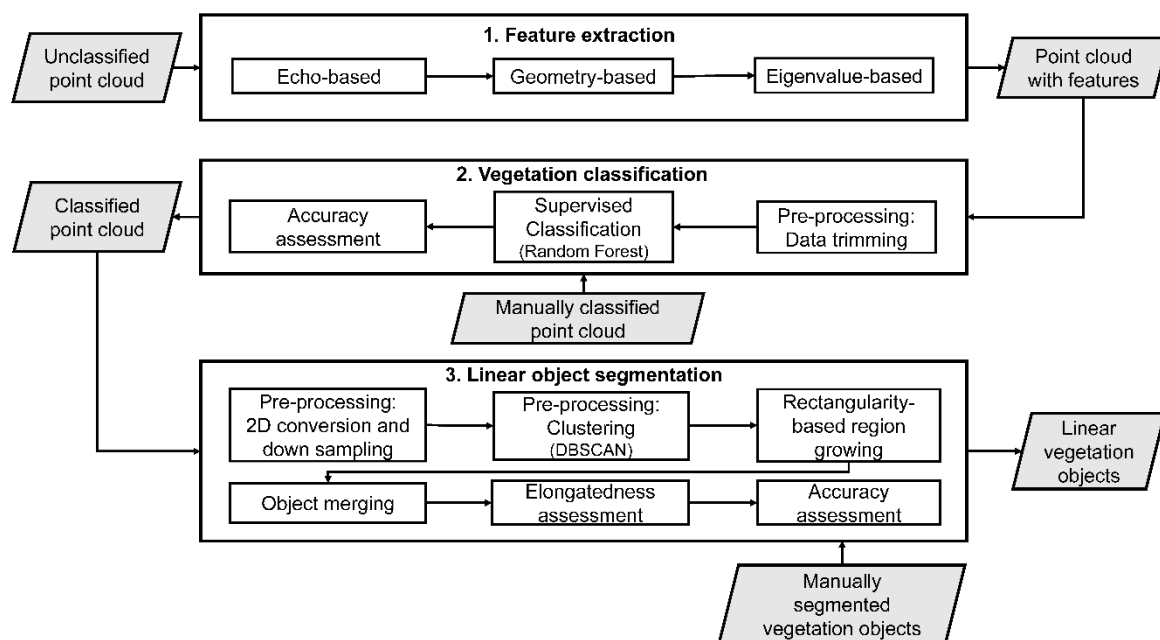 1. Feature extraction
Unclassified
point cloud
Echo-based
Geometry-based
Eigenvalue-based
Point cloud
with features
2. Vegetation classification
Classified
point cloud
Accuracy
assessment
Supervised
Classification
(Random Forest)
Pre-processing:
Data trimming
Manually classified
point cloud
3. Linear object segmentation
Pre-processing:
2D conversion and
down sampling
Pre-processing:
Clustering
(DBSCAN)
Rectangularity-
based region
growing
Linear
vegetation
objects
Object merging
Elongatedness
assessment
Accuracy
assessment
Manually
segmented
vegetation objects